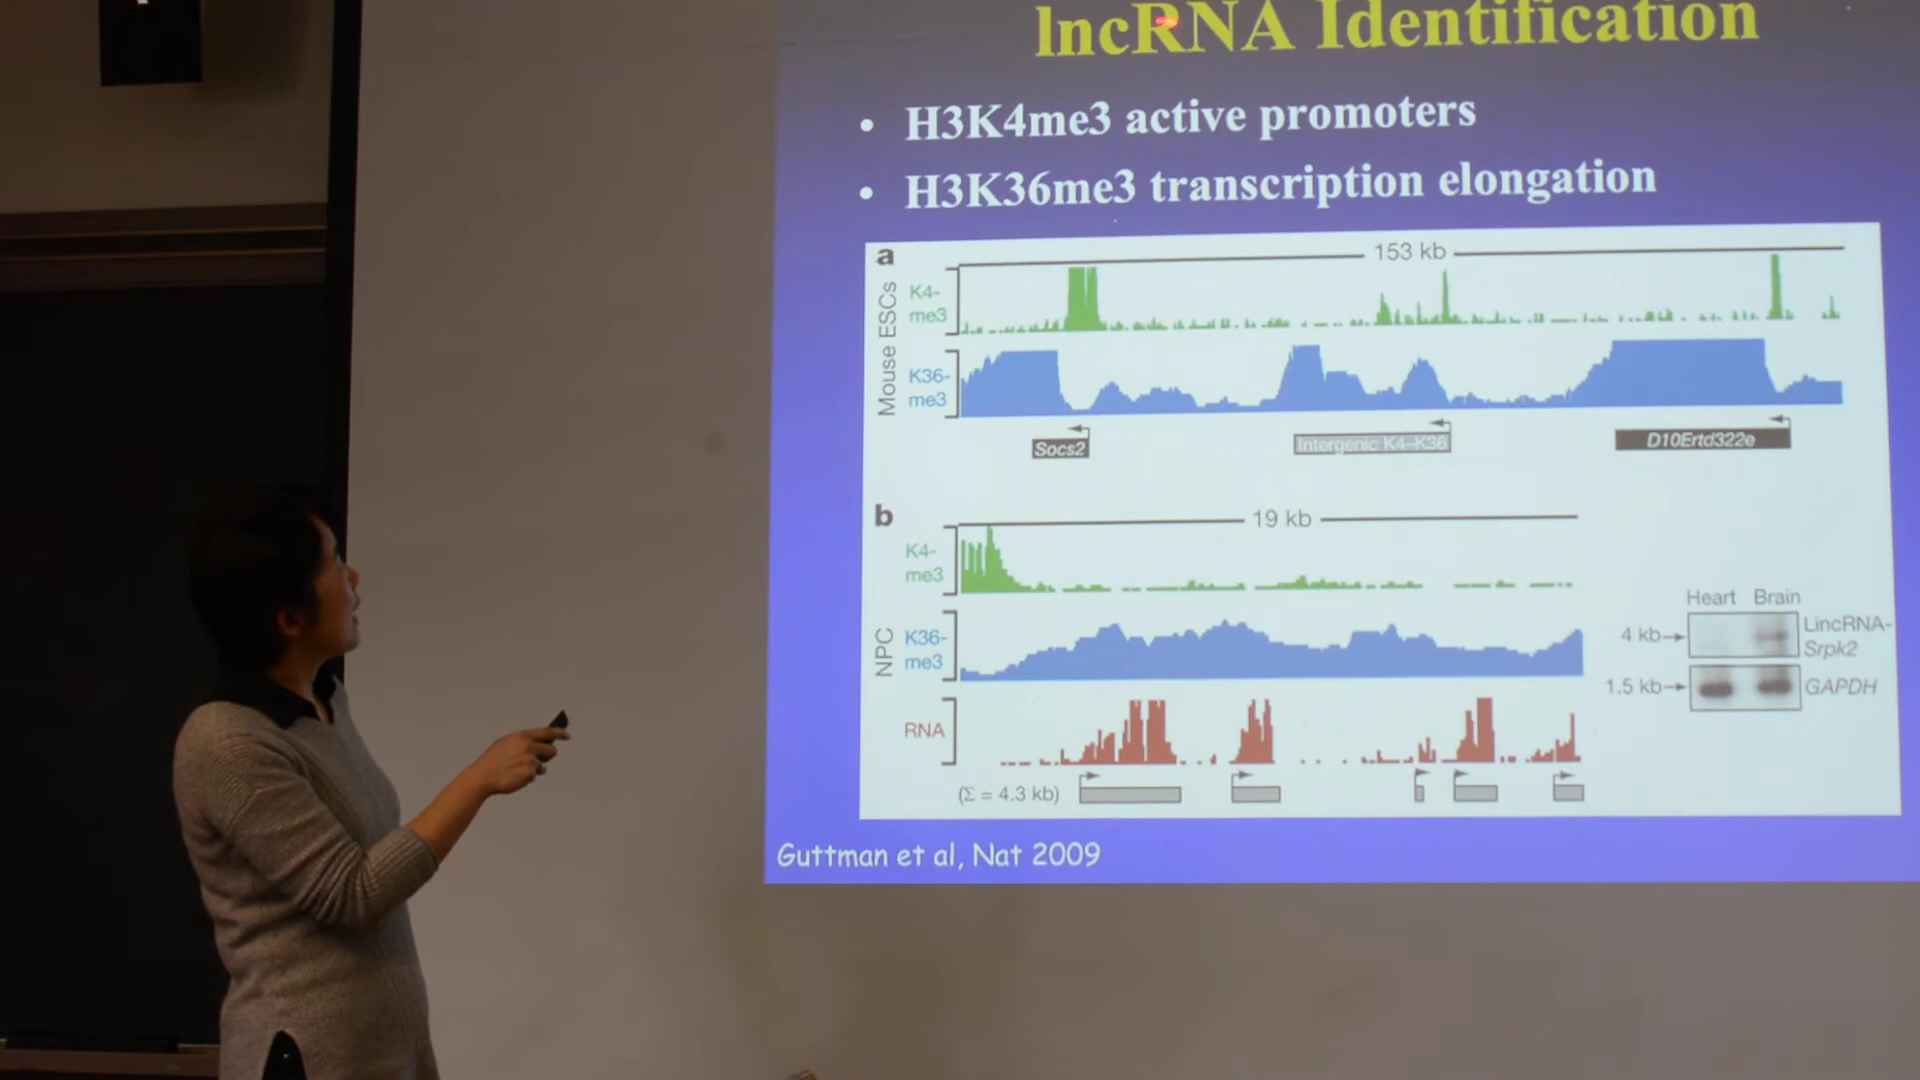 lncRNA Identification
• H3K4me3 active promoters
• H3K36me3 transcription elongation
a
153 kb
Mouse ESCs
K4-
me3
K36-
me3
Socs2
Intergenic K4–K36
D10Ertd322e
b
19 kb
NPC
K4-
me3
K36-
me3
RNA
(Σ = 4.3 kb)
Heart Brain
4 kb
LincRNA-
Srpk2
1.5 kb
GAPDH
Guttman et al, Nat 2009